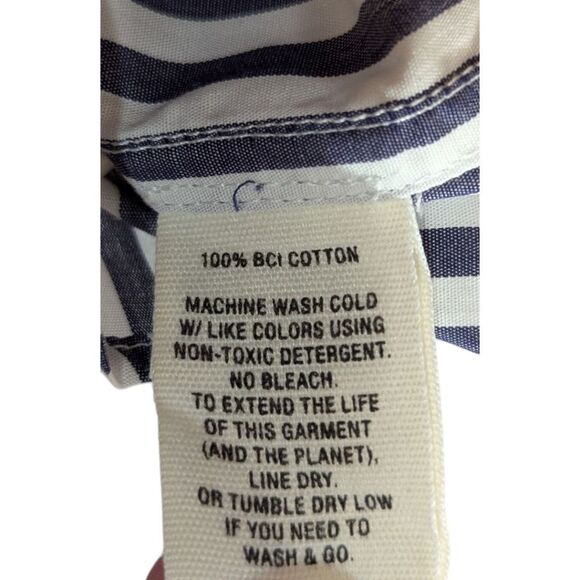 100% BCI COTTON
MACHINE WASH COLD
W/ LIKE COLORS USING
NON-TOXIC DETERGENT.
NO BLEACH.
TO EXTEND THE LIFE
OF THIS GARMENT
(AND THE PLANET),
LINE DRY.
OR TUMBLE DRY LOW
IF YOU NEED TO
WASH & GO.